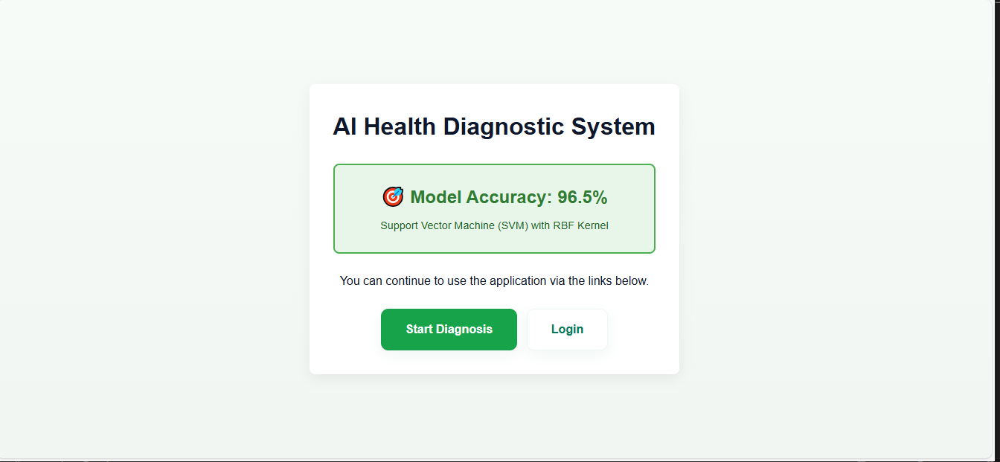 AI Health Diagnostic System
🎯 Model Accuracy: 96.5%
Support Vector Machine (SVM) with RBF Kernel
You can continue to use the application via the links below.
Start Diagnosis
Login